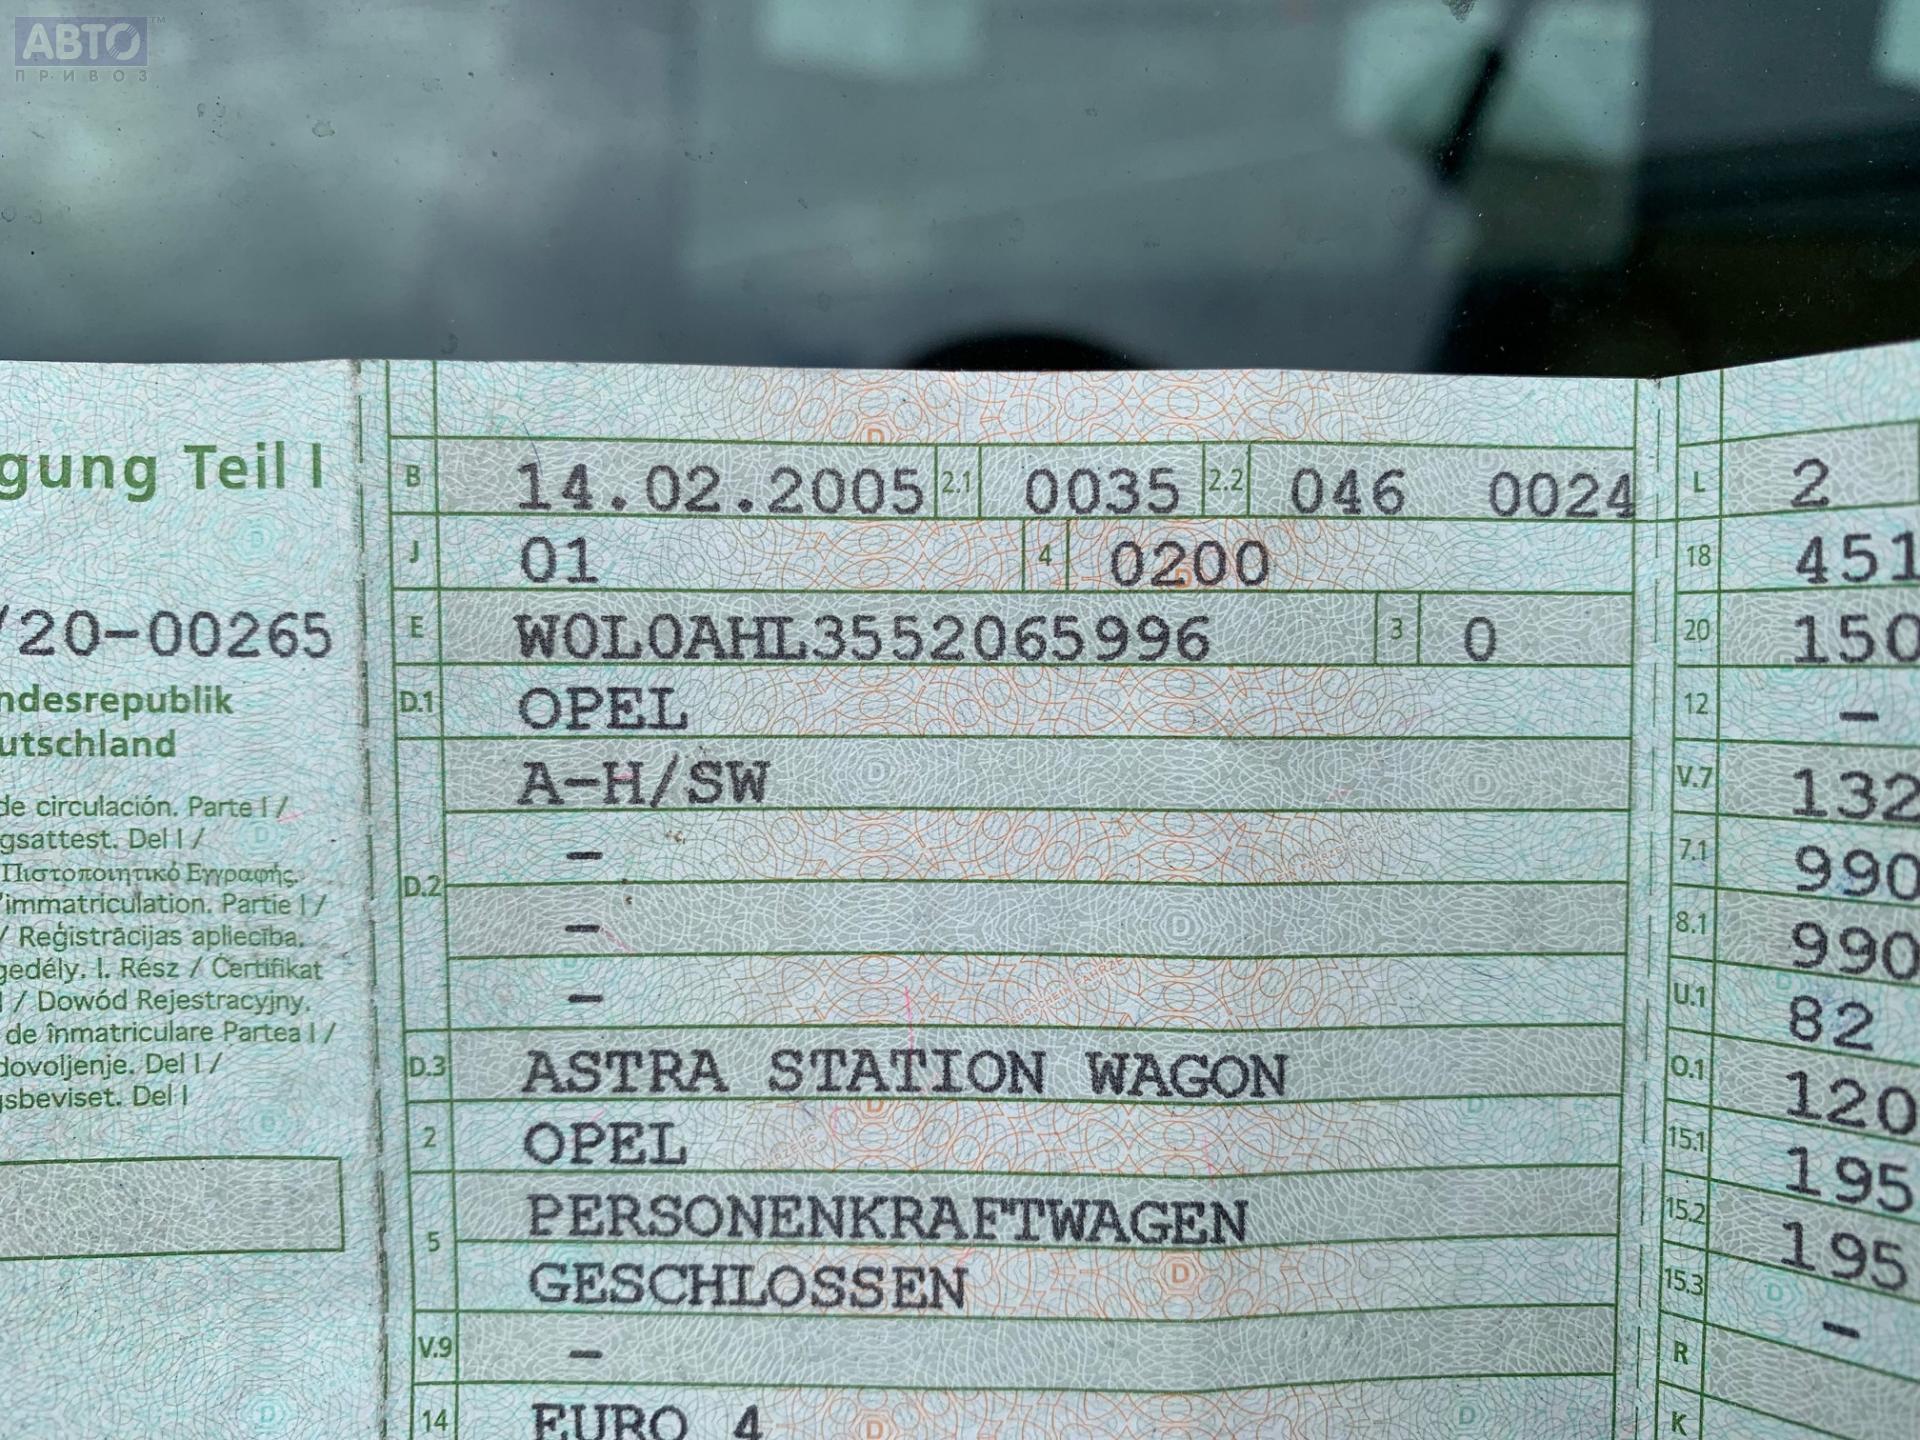 АВТО™
ПРИВОЗ
gung Teil I
/20-00265
ndesrepublik
utschland
de circulación. Parte I /
gsattest. Del I /
Πιστοποιητικό Εγγραφής.
'immatriculation. Partie I /
/ Reģistrācijas apliecība.
gedély. I. Rész / Certifikat
I / Dowód Rejestracyjny.
de înmatriculare Partea I /
dovoljenje. Del I /
gsbeviset. Del I
B 14.02.2005 2.1 0035 2.2 046 0024
J 01 4 0200
E W0L0AHL3552065996 3 0
D.1 OPEL
A-H/SW
–
D.2 –
–
D.3 ASTRA STATION WAGON
2 OPEL
5 PERSONENKRAFTWAGEN
GESCHLOSSEN
V.9 –
14 EURO 4
L 2
18 451
20 150
12 –
V.7 132
7.1 990
8.1 990
U.1 82
O.1 120
15.1 195
15.2 195
15.3 –
R
K